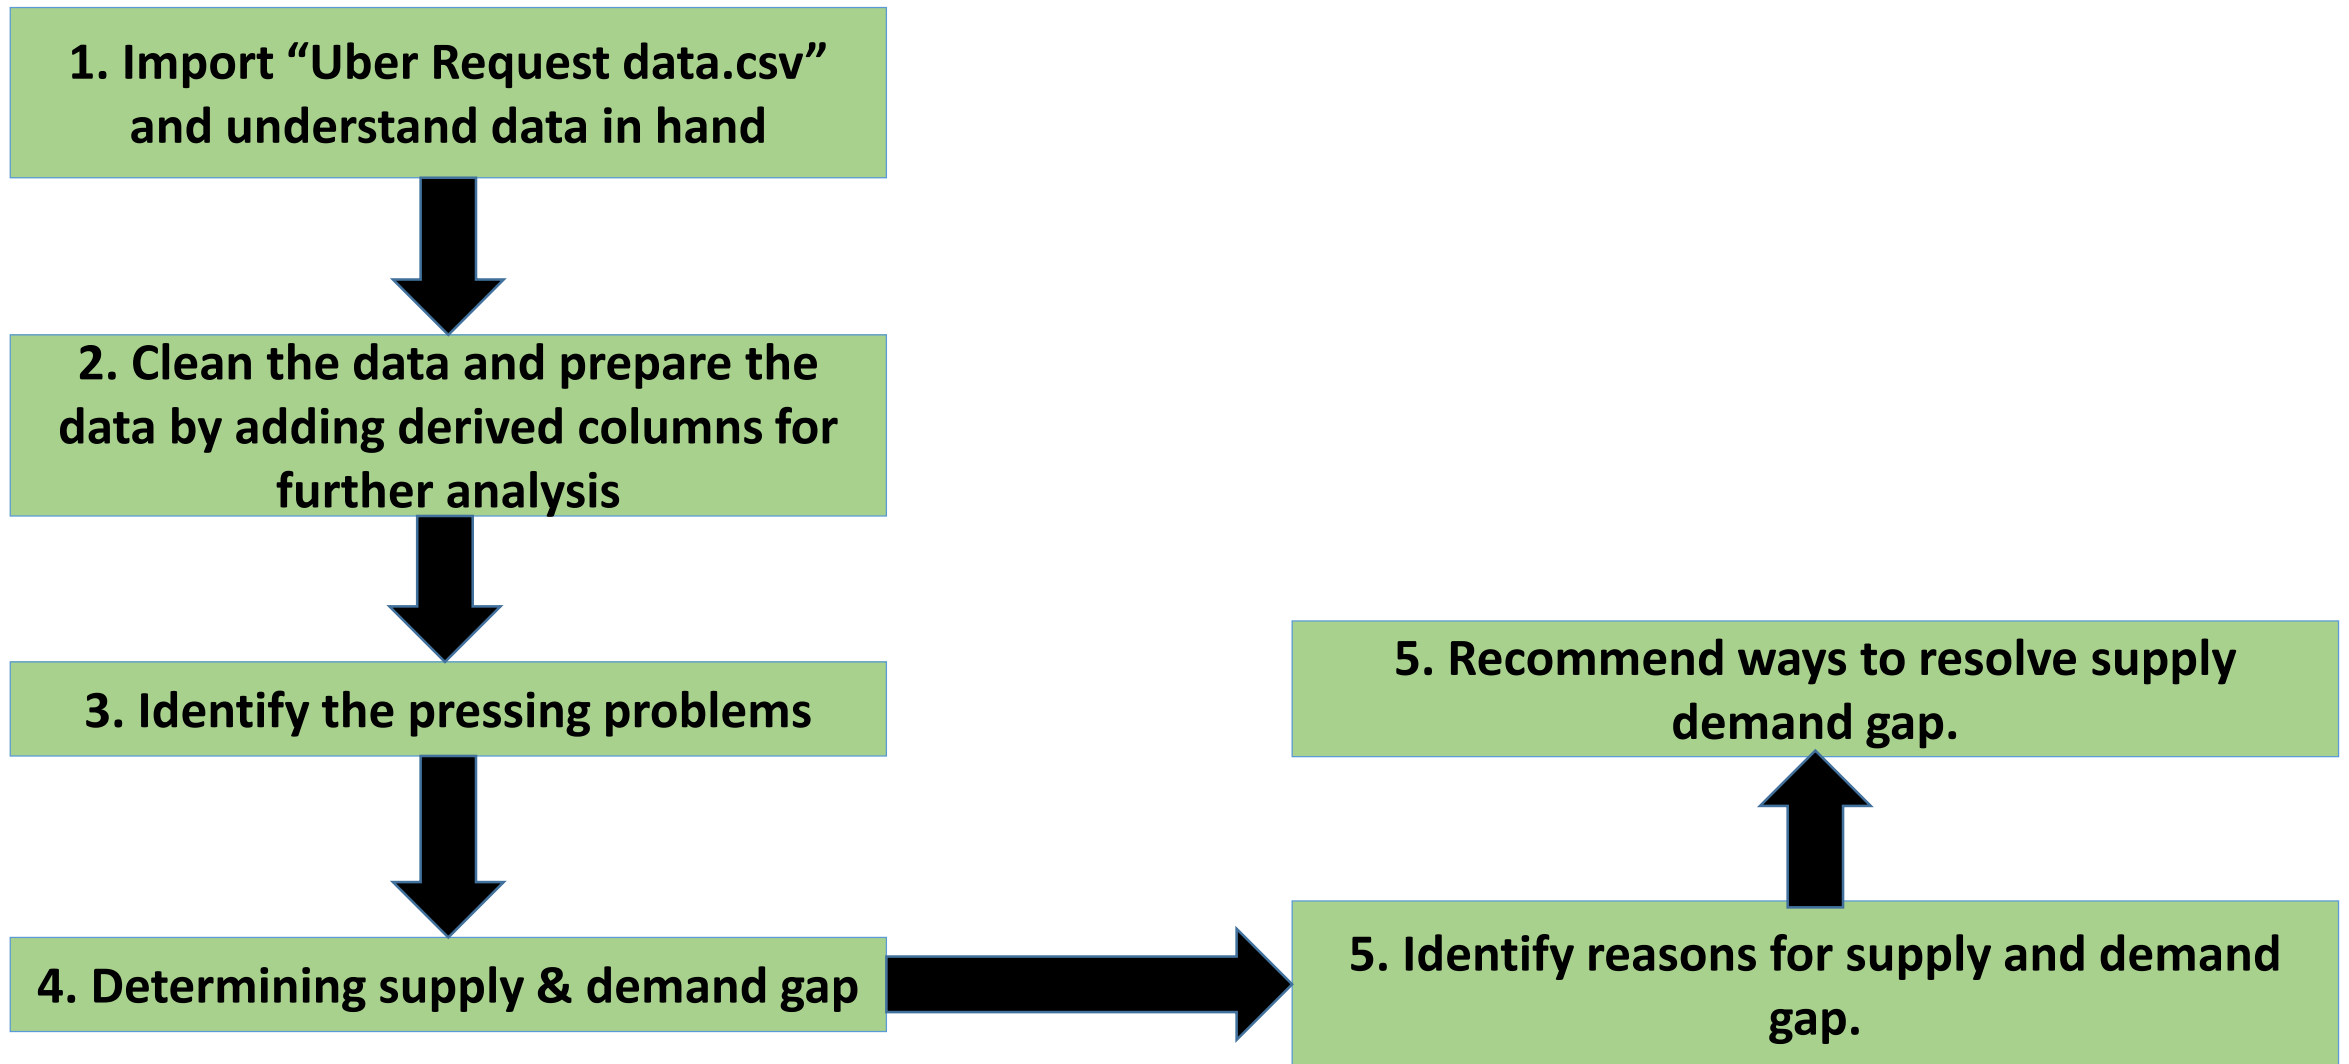 1. Import “Uber Request data.csv”
and understand data in hand
2. Clean the data and prepare the
data by adding derived columns for
further analysis
3. Identify the pressing problems
4. Determining supply & demand gap
5. Identify reasons for supply and demand
gap.
5. Recommend ways to resolve supply
demand gap.